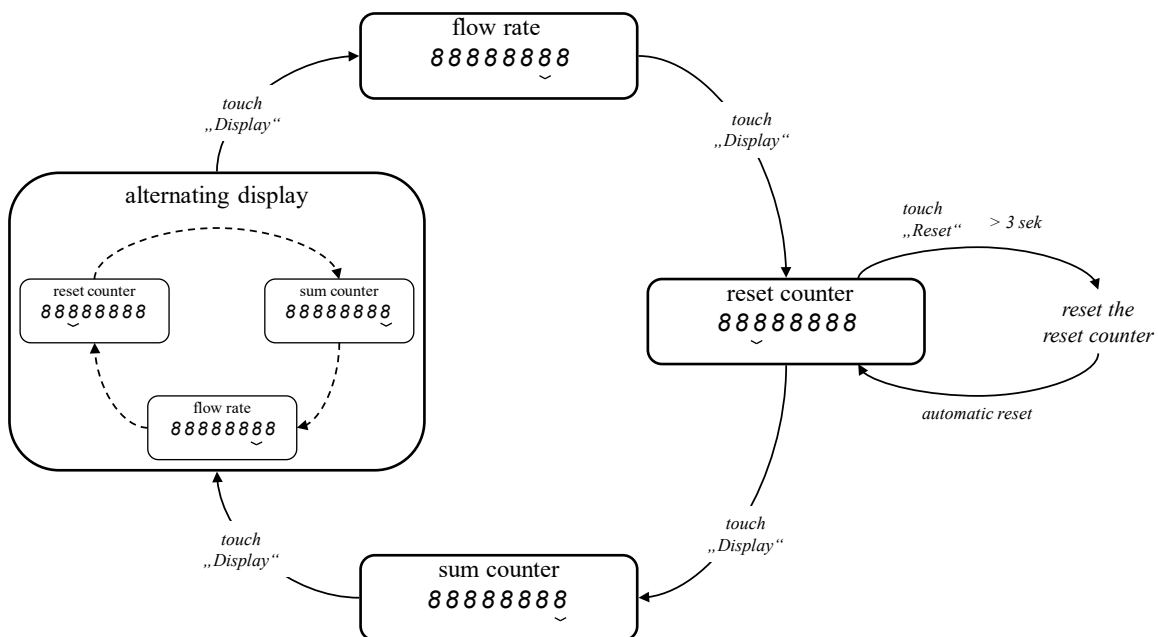 flow rate
88888888
touch
„Display“
touch
„Display“
alternating display
reset counter
88888888
sum counter
88888888
flow rate
88888888
reset counter
88888888
touch
„Reset“ > 3 sek
reset the
reset counter
automatic reset
touch
„Display“
touch
„Display“
sum counter
88888888